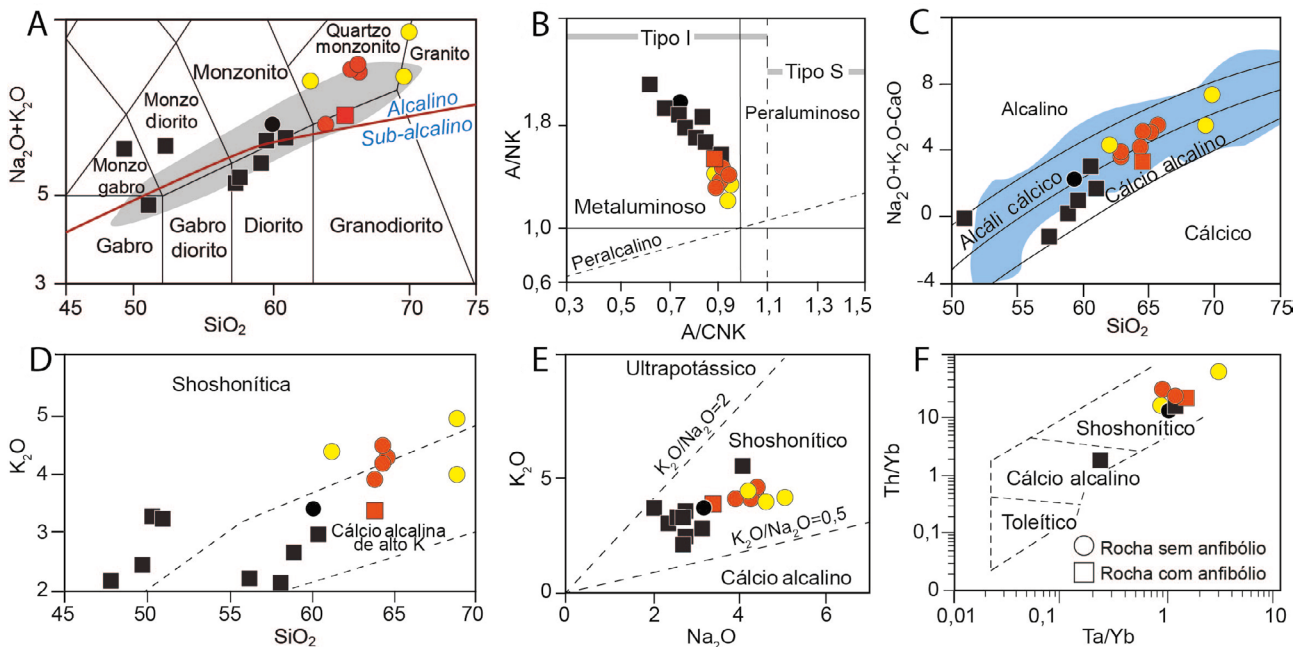 A
Na₂O+K₂O
5
3
45
50
60
70
75
SiO₂
Quartzo
monzonito
Granito
Monzonito
Monzo
diorito
Monzo
gabro
Alcalino
Sub-alcalino
Gabro
Gabro
diorito
Diorito
Granodiorito
B
A/NK
1,8
1,0
0,6
0,3
0,5
0,7
0,9
1,1
1,3
1,5
A/CNK
Tipo I
Tipo S
Peraluminoso
Metaluminoso
Peralcalino
C
Na₂O+K₂O-CaO
8
4
0
-4
50
55
60
65
70
75
SiO₂
Alcalino
Alcáli cálcico
Cálcio alcalino
Cálcico
D
K₂O
5
4
3
2
45
50
55
60
65
70
SiO₂
Shoshonítica
Cálcio alcalina
de alto K
E
K₂O
5
0
0
2
4
6
Na₂O
Ultrapotássico
K₂O/Na₂O=2
Shoshonítico
K₂O/Na₂O=0,5
Cálcio alcalino
F
Th/Yb
10
1
0,1
0
0,01
0,1
1
10
Ta/Yb
Shoshonítico
Cálcio alcalino
Toleítico
Rocha sem anfibólio
Rocha com anfibólio